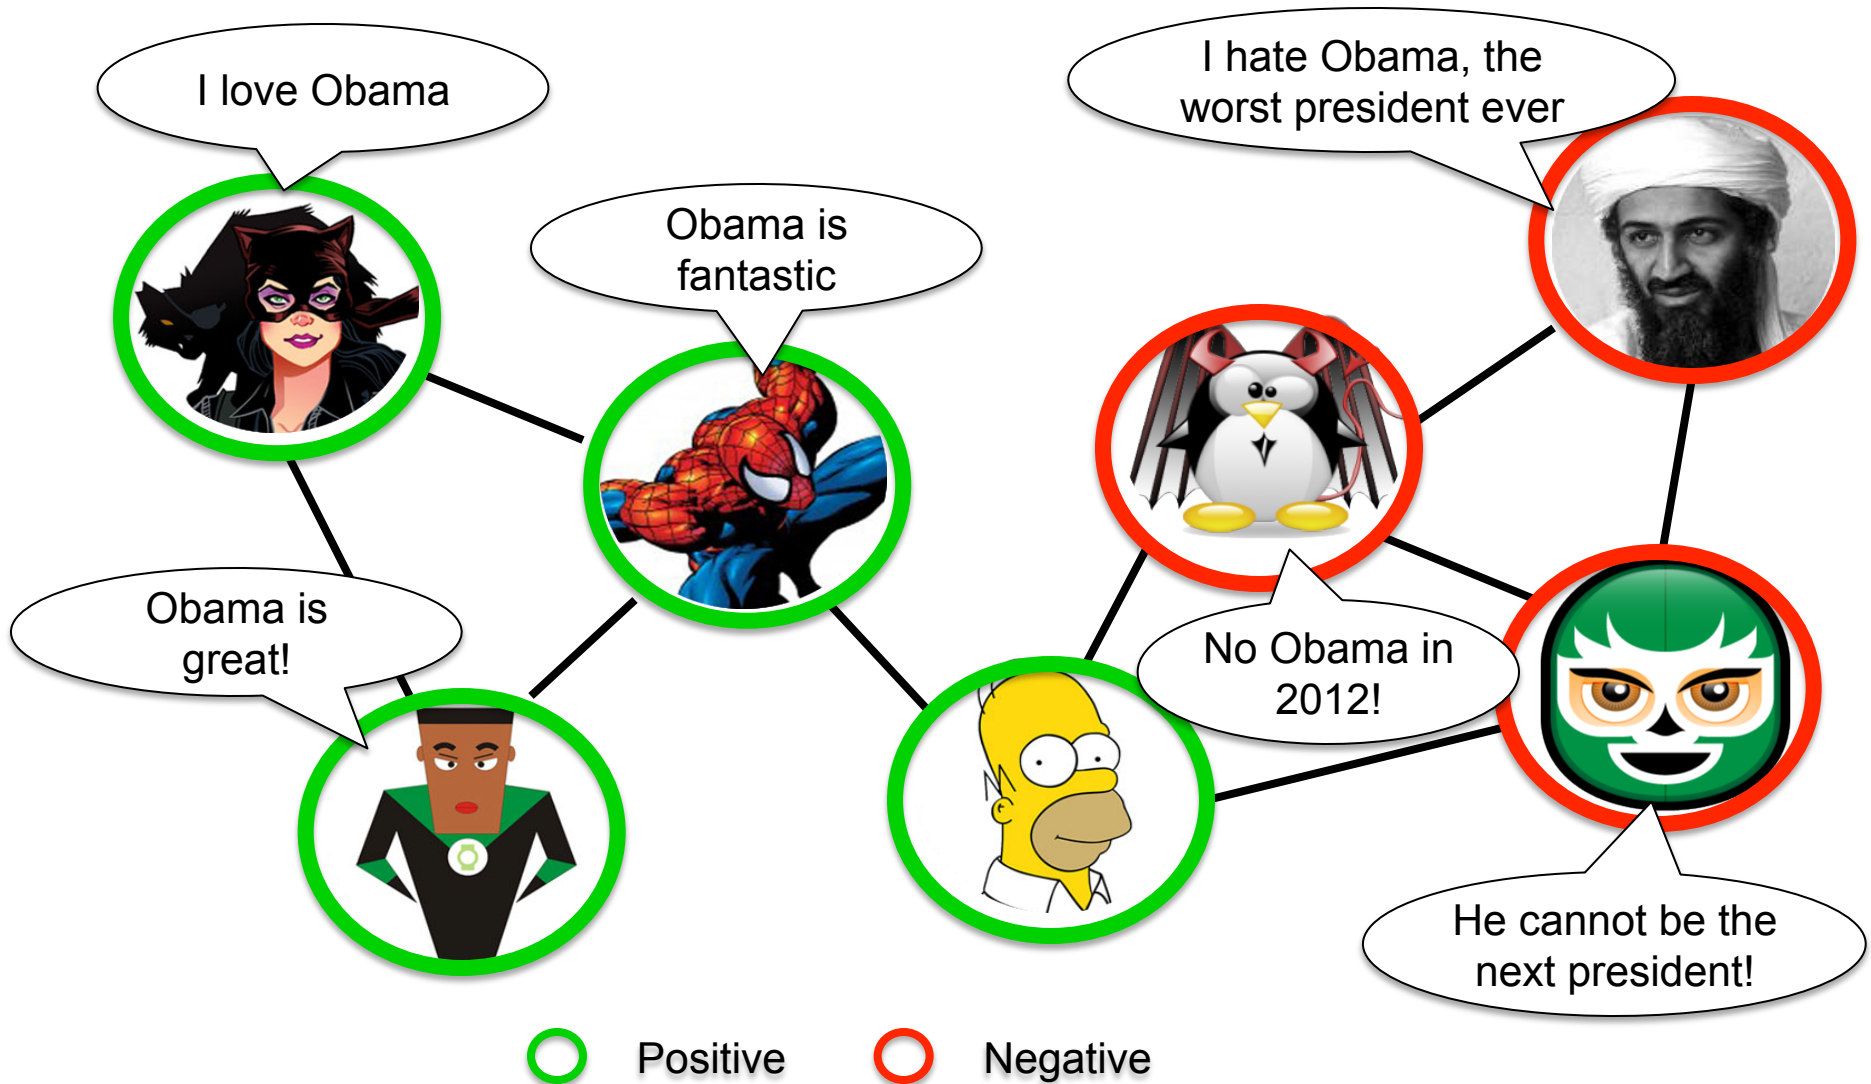 I love Obama
I hate Obama, the
worst president ever
Obama is
fantastic
Obama is
great!
No Obama in
2012!
He cannot be the
next president!
Positive
Negative